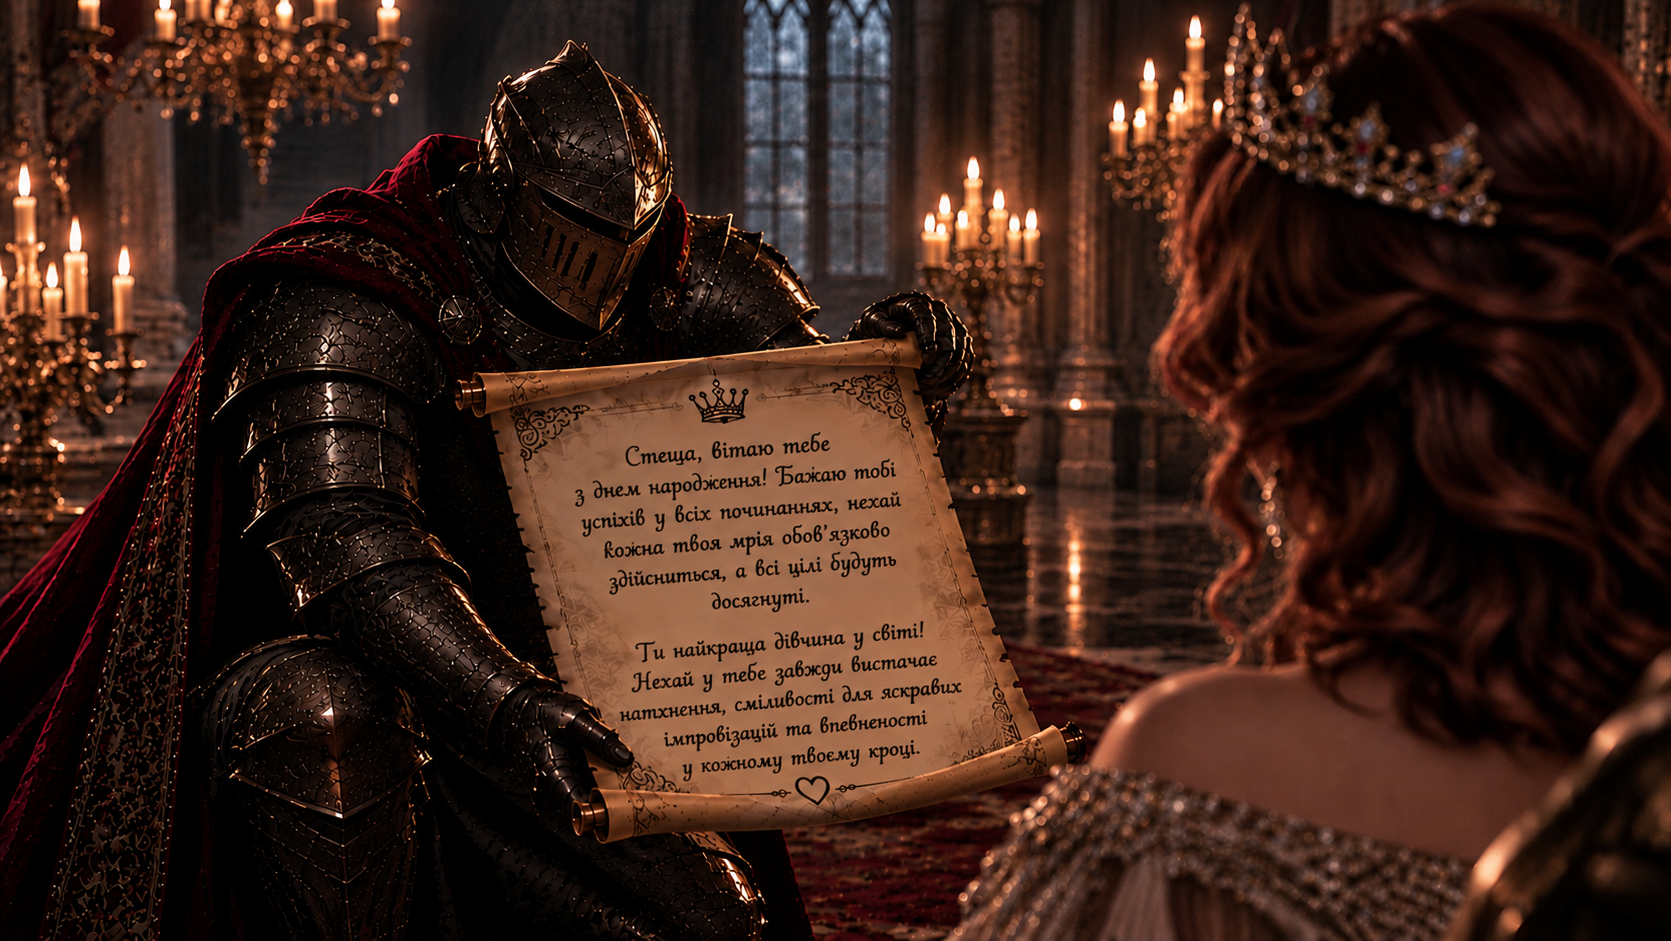 Стеща, вітаю тебе
з днем народження! Бажаю тобі
успіхів у всіх починаннях, нехай
кожна твоя мрія обов'язково
здійсниться, а всі цілі будуть
досягнуті.
Ти найкраща дівчина у світі!
Нехай у тебе завжди вистачає
натхнення, сміливості для яскравих
імпровізацій та впевненості
у кожному твоєму кроці.